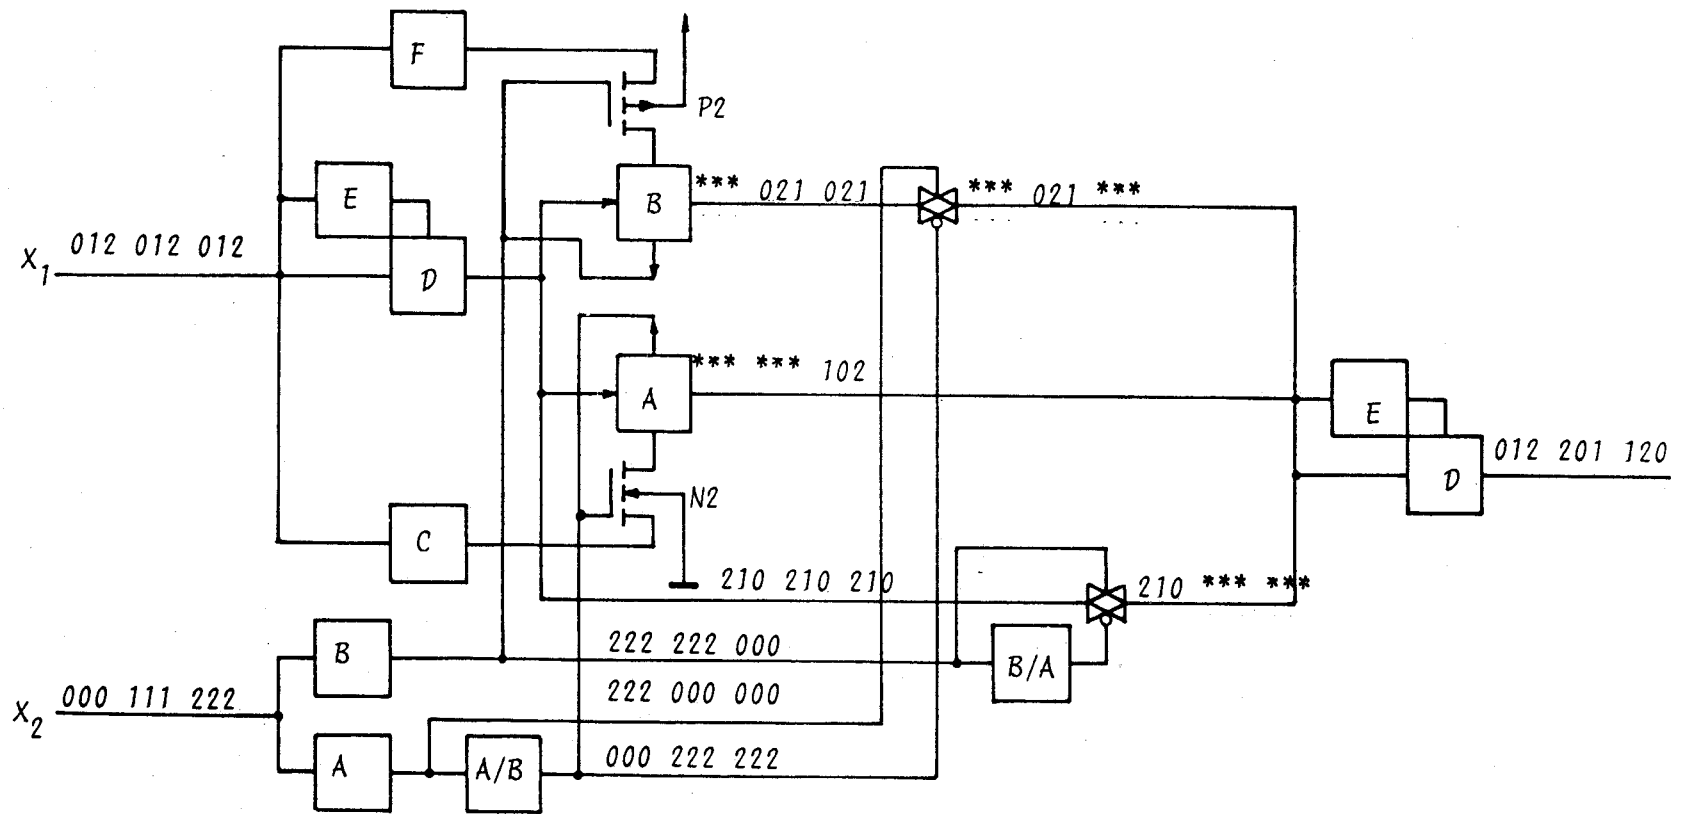 F
P2
E
B
*** 021 021
*** 021 ***
X1 012 012 012
D
A
*** *** 102
E
D
012 201 120
N2
C
210 210 210
210 *** ***
B
222 222 000
B/A
X2 000 111 222
222 000 000
A
A/B
000 222 222